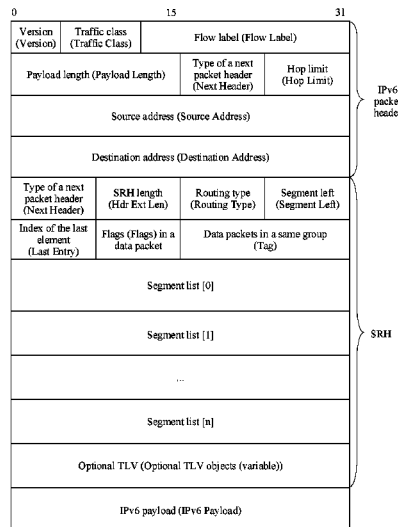 0 15 31
Version
(Version)
Traffic class
(Traffic Class)
Flow label (Flow Label)
Payload length (Payload Length)
Type of a next
packet header
(Next Header)
Hop limit
(Hop Limit)
Source address (Source Address)
Destination address (Destination Address)
IPv6
packe
heade
Type of a next
packet header
(Next Header)
SRH length
(Hdr Ext Len)
Routing type
(Routing Type)
Segment left
(Segment Left)
Index of the last
element
(Last Entry)
Flags (Flags) in a
data packet
Data packets in a same group
(Tag)
Segment list [0]
Segment list [1]
...
Segment list [n]
Optional TLV (Optional TLV objects (variable))
SRH
IPv6 payload (IPv6 Payload)